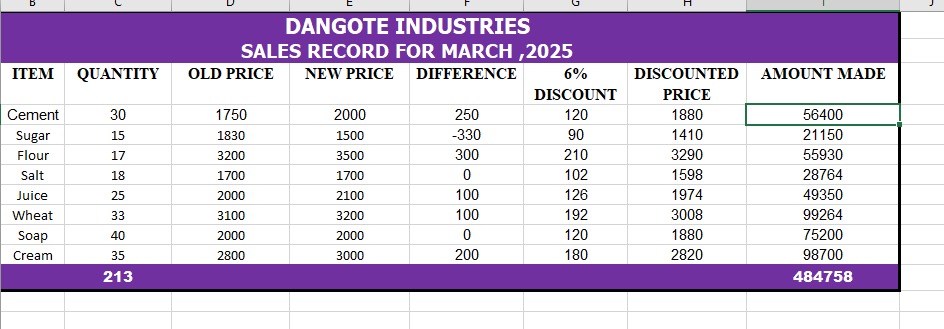 B C D E F G H I J
DANGOTE INDUSTRIES
SALES RECORD FOR MARCH ,2025
ITEM QUANTITY OLD PRICE NEW PRICE DIFFERENCE 6% DISCOUNT DISCOUNTED PRICE AMOUNT MADE
Cement 30 1750 2000 250 120 1880 56400
Sugar 15 1830 1500 -330 90 1410 21150
Flour 17 3200 3500 300 210 3290 55930
Salt 18 1700 1700 0 102 1598 28764
Juice 25 2000 2100 100 126 1974 49350
Wheat 33 3100 3200 100 192 3008 99264
Soap 40 2000 2000 0 120 1880 75200
Cream 35 2800 3000 200 180 2820 98700
213 484758